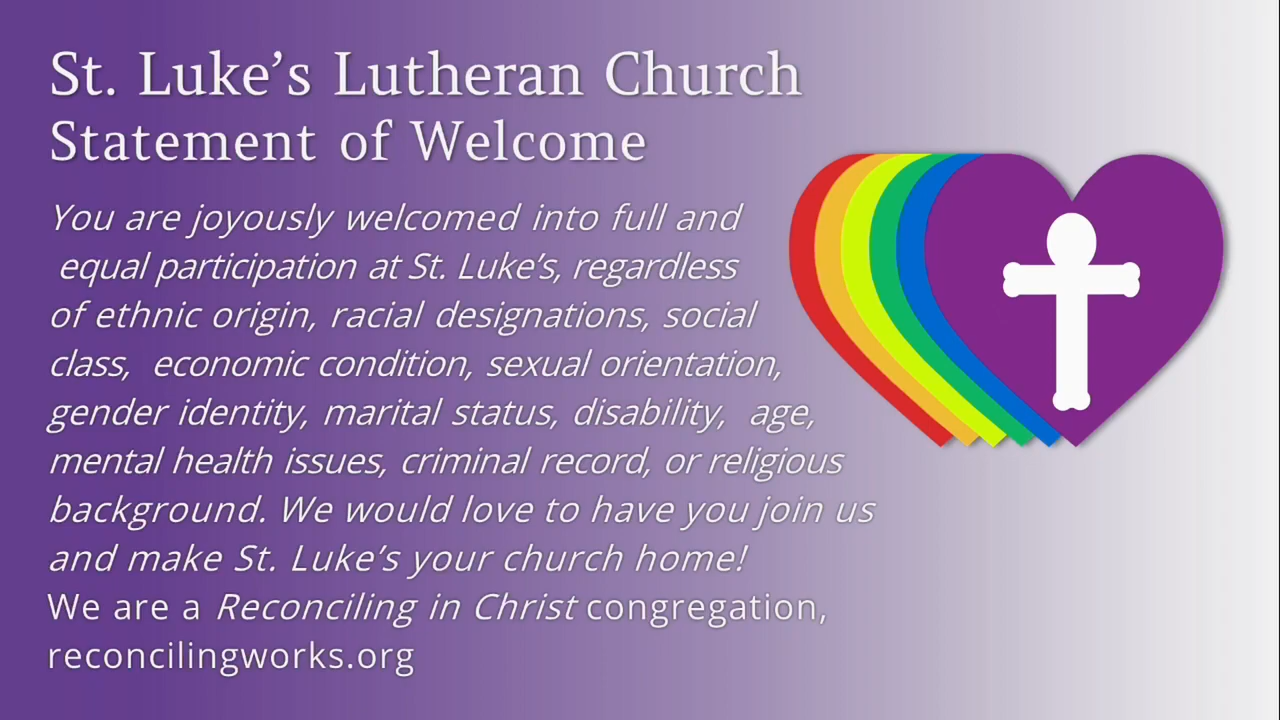 St. Luke’s Lutheran Church
Statement of Welcome
You are joyously welcomed into full and
equal participation at St. Luke’s, regardless
of ethnic origin, racial designations, social
class, economic condition, sexual orientation,
gender identity, marital status, disability, age,
mental health issues, criminal record, or religious
background. We would love to have you join us
and make St. Luke’s your church home!
We are a Reconciling in Christ congregation,
reconcilingworks.org